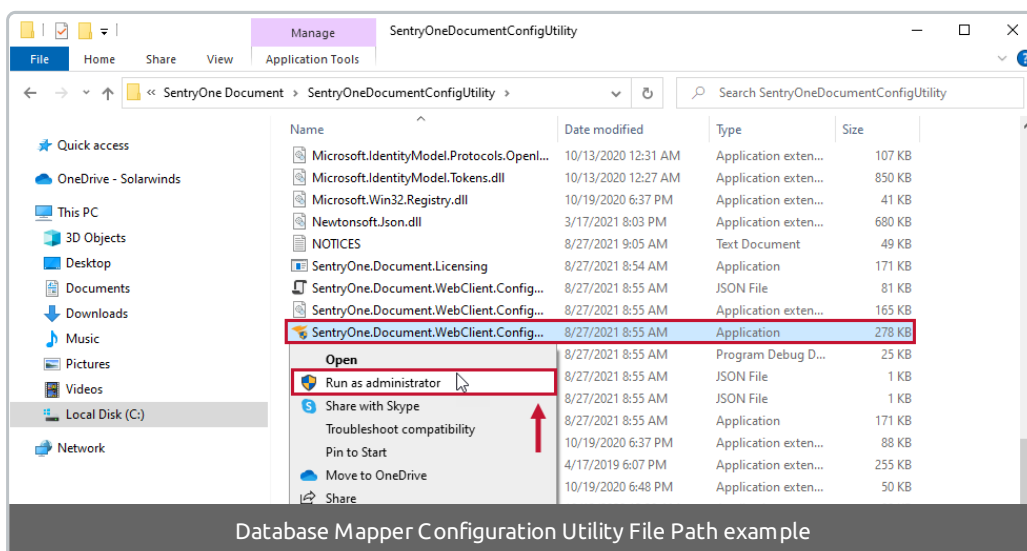 Manage
SentryOneDocumentConfigUtility
File
Home
Share
View
Application Tools
« SentryOne Document > SentryOneDocumentConfigUtility >
Search SentryOneDocumentConfigUtility
Quick access
OneDrive - Solarwinds
This PC
3D Objects
Desktop
Documents
Downloads
Music
Pictures
Videos
Local Disk (C:)
Network
Name Date modified Type Size
Microsoft.IdentityModel.Protocols.OpenI... 10/13/2020 12:31 AM Application exten... 107 KB
Microsoft.IdentityModel.Tokens.dll 10/13/2020 12:27 AM Application exten... 850 KB
Microsoft.Win32.Registry.dll 10/19/2020 6:37 PM Application exten... 41 KB
Newtonsoft.Json.dll 3/17/2021 8:03 PM Application exten... 680 KB
NOTICES 8/27/2021 9:05 AM Text Document 49 KB
SentryOne.Document.Licensing 8/27/2021 8:54 AM Application 171 KB
SentryOne.Document.WebClient.Config... 8/27/2021 8:55 AM JSON File 81 KB
SentryOne.Document.WebClient.Config... 8/27/2021 8:55 AM Application exten... 165 KB
SentryOne.Document.WebClient.Config... 8/27/2021 8:55 AM Application 278 KB
8/27/2021 8:55 AM Program Debug D... 25 KB
8/27/2021 8:55 AM JSON File 1 KB
8/27/2021 8:55 AM JSON File 1 KB
8/27/2021 8:55 AM Application 171 KB
10/19/2020 6:37 PM Application exten... 88 KB
4/17/2019 6:07 PM Application exten... 255 KB
10/19/2020 6:48 PM Application exten... 50 KB
Open
Run as administrator
Share with Skype
Troubleshoot compatibility
Pin to Start
Move to OneDrive
Share
Database Mapper Configuration Utility File Path example